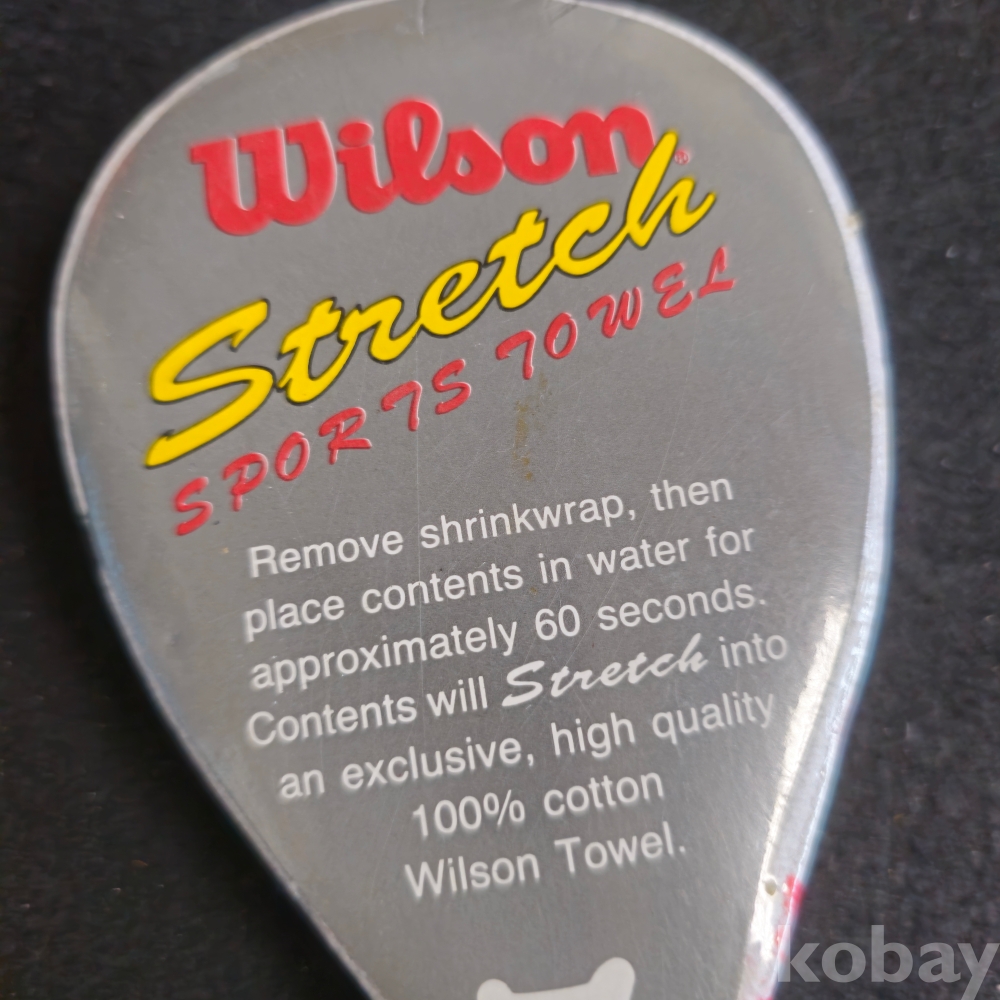 Wilson®
Stretch
SPORTS TOWEL
Remove shrinkwrap, then
place contents in water for
approximately 60 seconds.
Contents will Stretch into
an exclusive, high quality
100% cotton
Wilson Towel.
kobay